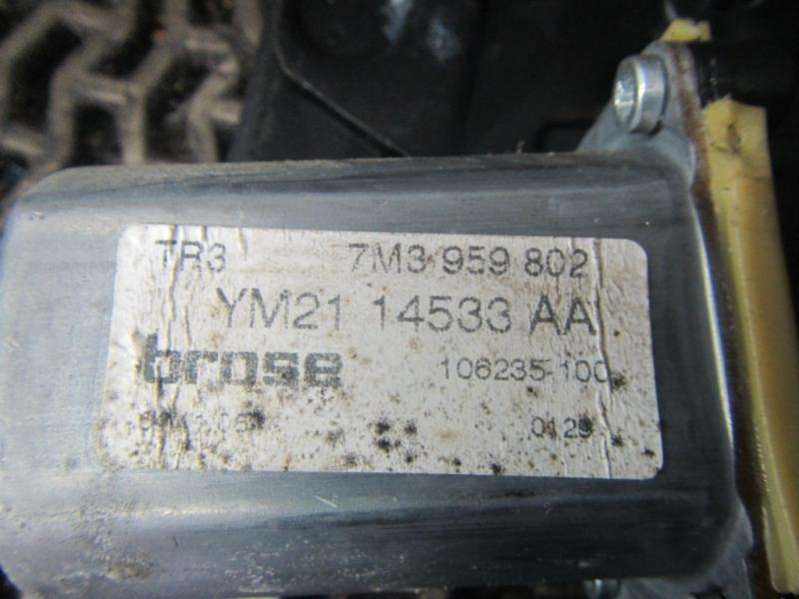 TR3 7M3 959 802
YM21 14533 AA
brose 106235-100
0129